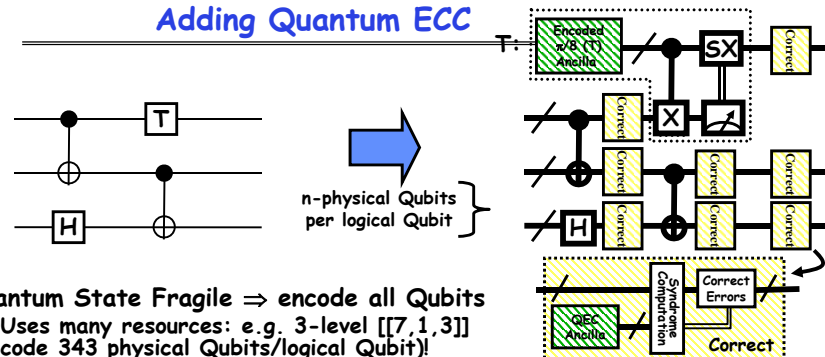 Adding Quantum ECC
T:
Encoded
π/8 (T)
Ancilla
SX
Correct
T
Correct
X
n-physical Qubits
per logical Qubit
Correct
Correct
Correct
H
H
Correct
Correct
Correct
antum State Fragile ⇒ encode all Qubits
Uses many resources: e.g. 3-level [[7,1,3]]
code 343 physical Qubits/logical Qubit)!
Syndrome
Computation
Correct
Errors
QEC
Ancilla
Correct